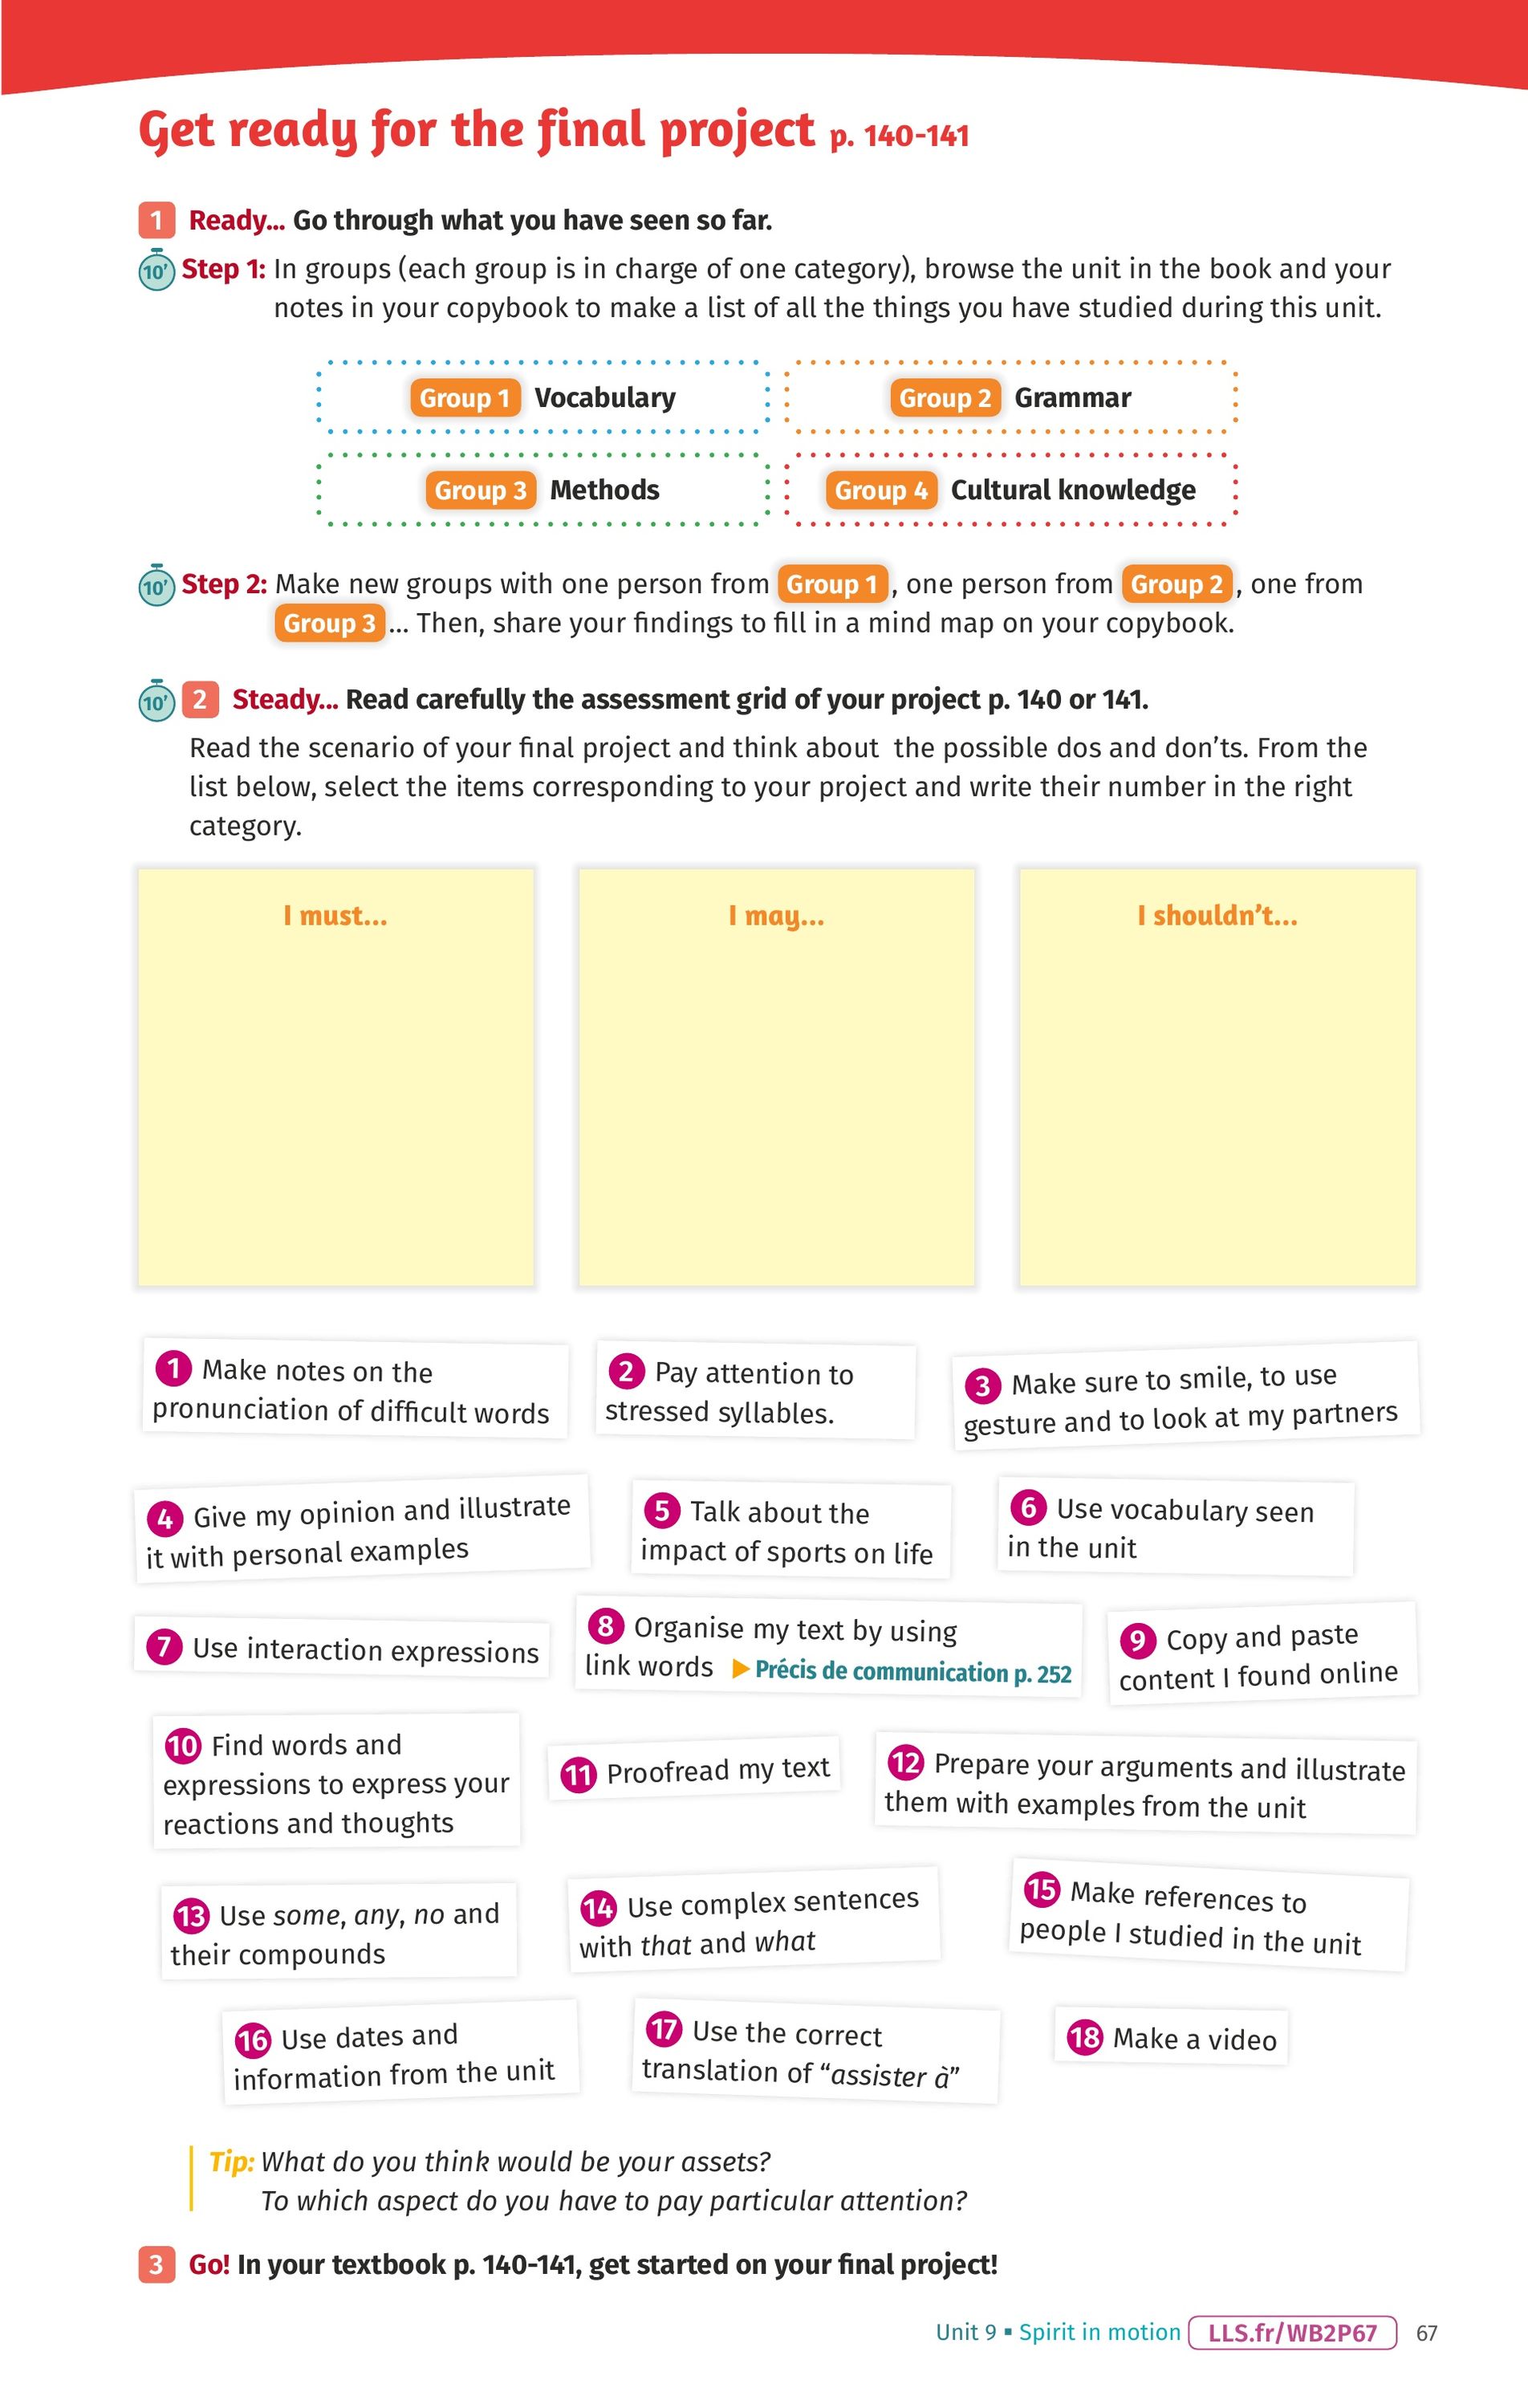 Get ready for the final project p. 140-141
1 Ready... Go through what you have seen so far.
10' Step 1: In groups (each group is in charge of one category), browse the unit in the book and your
notes in your copybook to make a list of all the things you have studied during this unit.
Group 1 Vocabulary
Group 2 Grammar
Group 3 Methods
Group 4 Cultural knowledge
10' Step 2: Make new groups with one person from Group 1, one person from Group 2, one from
Group 3... Then, share your findings to fill in a mind map on your copybook.
10' 2 Steady... Read carefully the assessment grid of your project p. 140 or 141.
Read the scenario of your final project and think about the possible dos and don'ts. From the
list below, select the items corresponding to your project and write their number in the right
category.
I must...
I may...
I shouldn't...
1 Make notes on the
pronunciation of difficult words
2 Pay attention to
stressed syllables.
3 Make sure to smile, to use
gesture and to look at my partners
4 Give my opinion and illustrate
it with personal examples
5 Talk about the
impact of sports on life
6 Use vocabulary seen
in the unit
7 Use interaction expressions
8 Organise my text by using
link words ▶ Précis de communication p. 252
9 Copy and paste
content I found online
10 Find words and
expressions to express your
reactions and thoughts
11 Proofread my text
12 Prepare your arguments and illustrate
them with examples from the unit
13 Use some, any, no and
their compounds
14 Use complex sentences
with that and what
15 Make references to
people I studied in the unit
16 Use dates and
information from the unit
17 Use the correct
translation of “assister à”
18 Make a video
Tip: What do you think would be your assets?
To which aspect do you have to pay particular attention?
3 Go! In your textbook p. 140-141, get started on your final project!
Unit 9 ▪ Spirit in motion LLS.fr/WB2P67 67